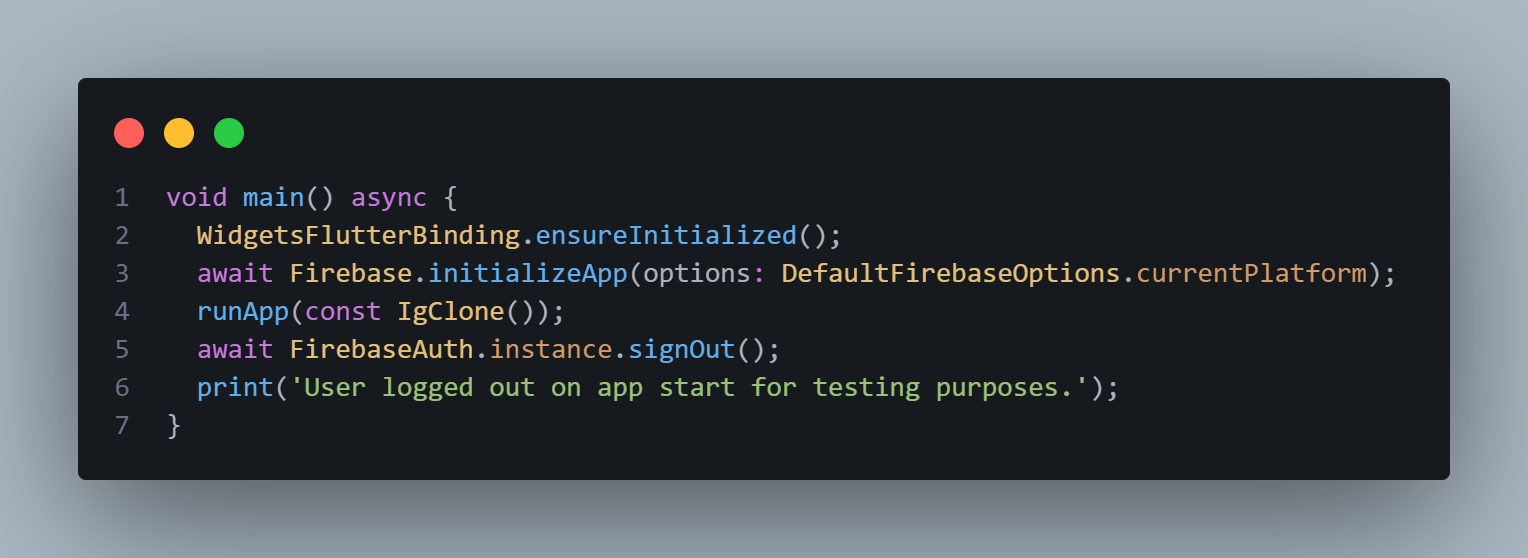 1 void main() async {
2 WidgetsFlutterBinding.ensureInitialized();
3 await Firebase.initializeApp(options: DefaultFirebaseOptions.currentPlatform);
4 runApp(const IgClone());
5 await FirebaseAuth.instance.signOut();
6 print('User logged out on app start for testing purposes.');
7 }